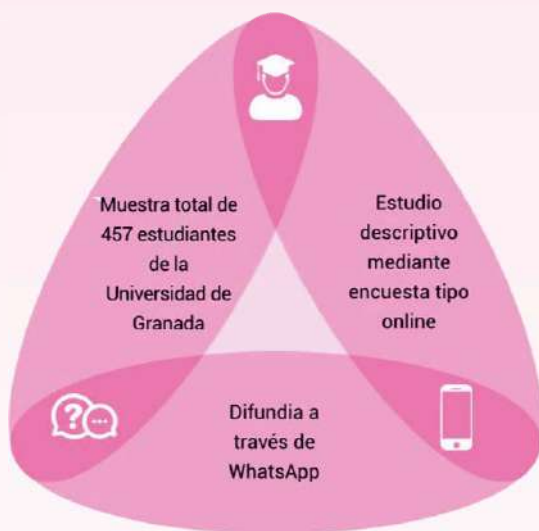 Muestra total de
457 estudiantes
de la
Universidad de
Granada
Estudio
descriptivo
mediante
encuesta tipo
online
Difundia a
través de
WhatsApp